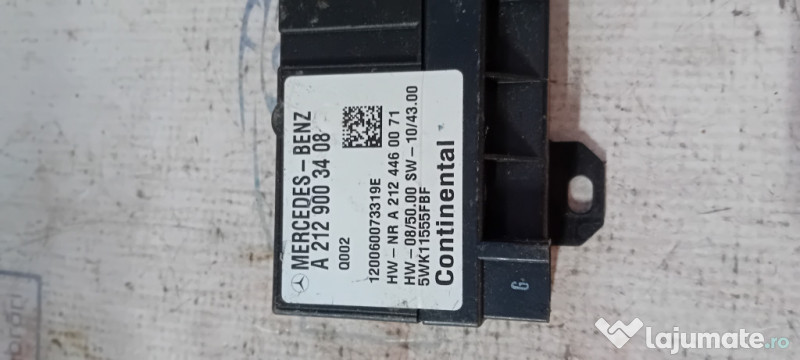 MERCEDES-BENZ
A 212 900 34 08
Q002
120060073319E
HW-NR A 212 446 00 71
HW-08/50.00 SW-10/43.00
5WK11555FBF
Continental
G
lajumate.ro